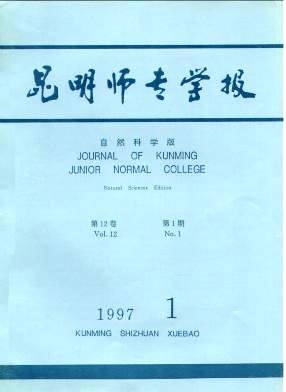 昆明师专学报
自然科学版
JOURNAL OF KUNMING
JUNIOR NORMAL COLLEGE
Natural Sciences Edition
第12卷 第1期
Vol. 12 No. 1
1997 1
KUNMING SHIZHUAN XUEBAO